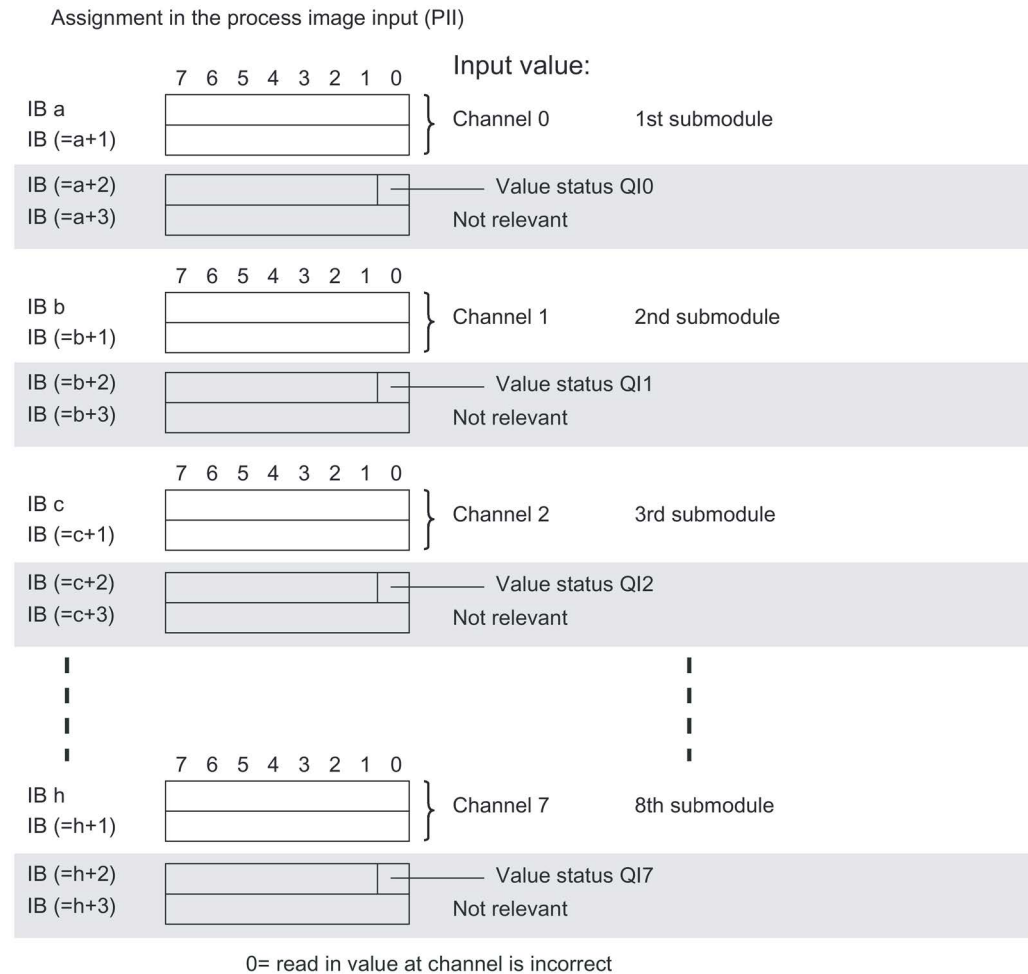 Assignment in the process image input (PII)
Input value:
7 6 5 4 3 2 1 0
IB a
Channel 0 1st submodule
IB (=a+1)
IB (=a+2) Value status QI0
IB (=a+3) Not relevant
7 6 5 4 3 2 1 0
IB b
Channel 1 2nd submodule
IB (=b+1)
IB (=b+2) Value status QI1
IB (=b+3) Not relevant
7 6 5 4 3 2 1 0
IB c
Channel 2 3rd submodule
IB (=c+1)
IB (=c+2) Value status QI2
IB (=c+3) Not relevant
7 6 5 4 3 2 1 0
IB h
Channel 7 8th submodule
IB (=h+1)
IB (=h+2) Value status QI7
IB (=h+3) Not relevant
0= read in value at channel is incorrect